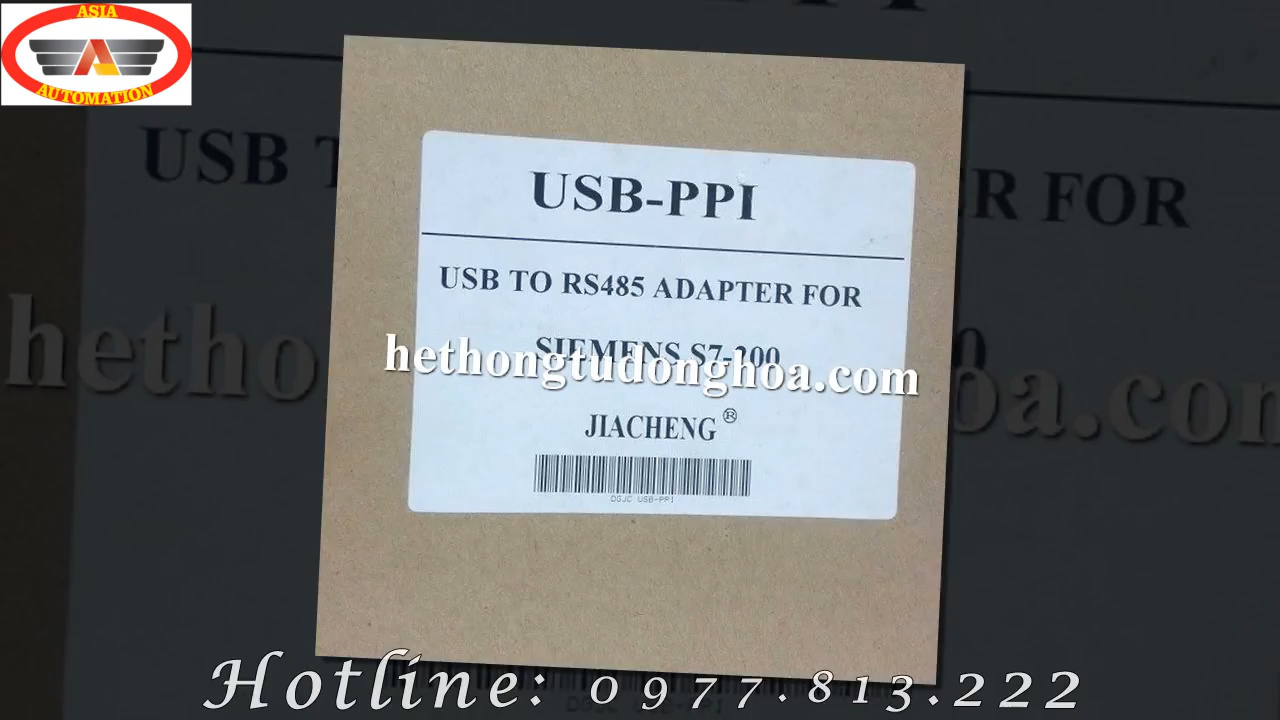 ASIA
AUTOMATION
USB-PPI
USB TO RS485 ADAPTER FOR
SIEMENS S7-200
hethongtudonghoa.com
JIACHENG®
DGJC USB-PPI
Hotline: 0977.813.222